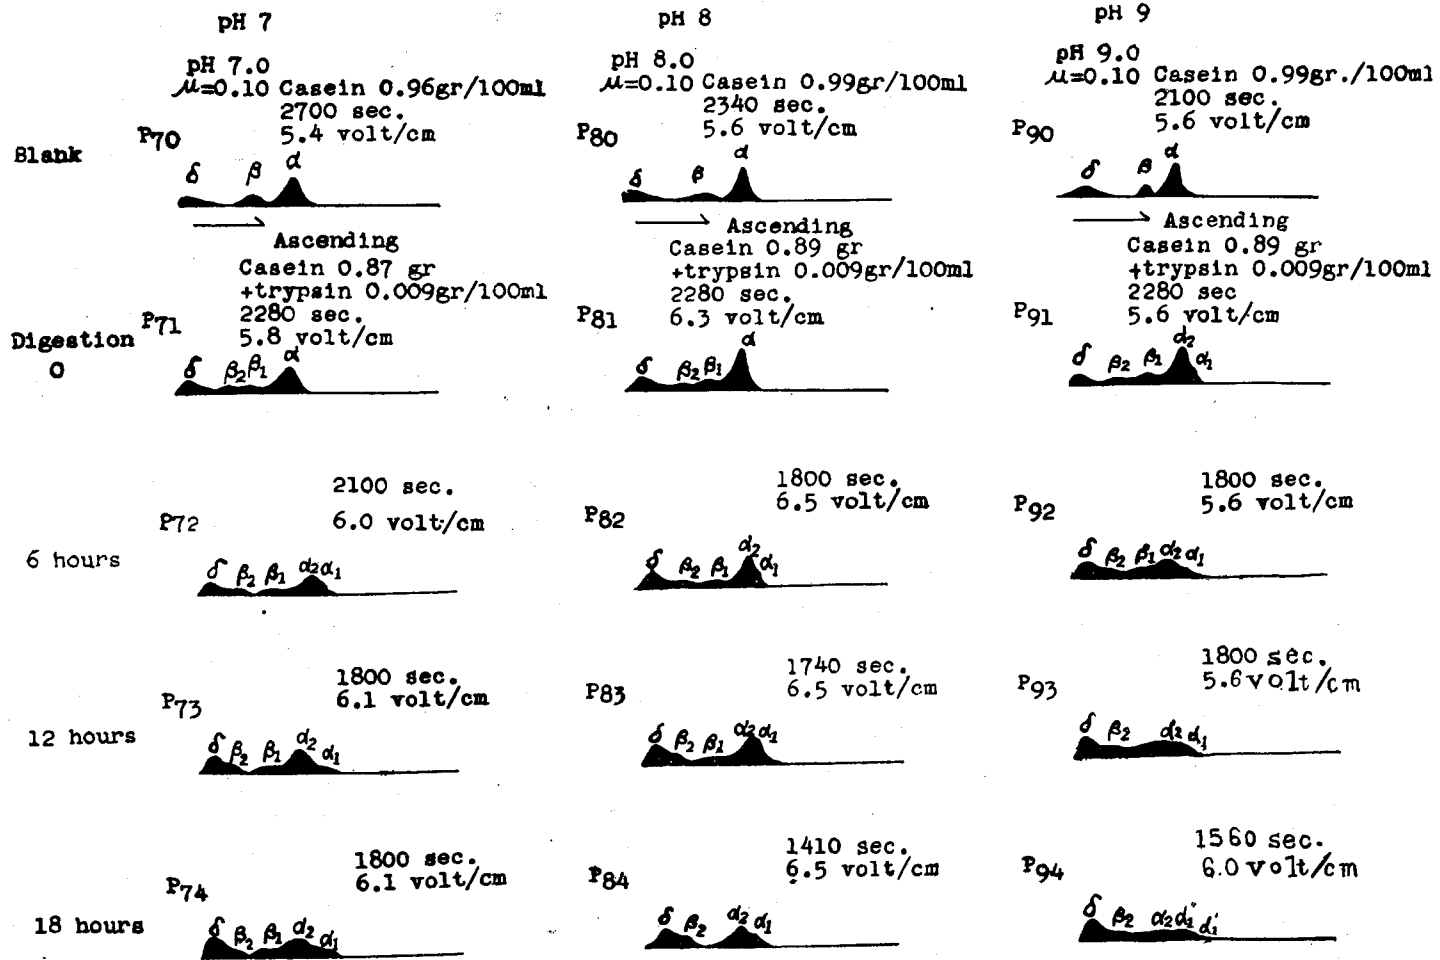 pH 7
pH 8
pH 9
pH 7.0
μ=0.10 Casein 0.96gr/100ml
2700 sec.
5.4 volt/cm
P70
δ β α
pH 8.0
μ=0.10 Casein 0.99gr/100ml
2340 sec.
5.6 volt/cm
P80
δ β α
pH 9.0
μ=0.10 Casein 0.99gr./100ml
2100 sec.
5.6 volt/cm
P90
δ β α
Blank
Ascending
Casein 0.87 gr
+trypsin 0.009gr/100ml
2280 sec.
5.8 volt/cm
P71
δ β2 β1 α
Ascending
Casein 0.89 gr
+trypsin 0.009gr/100ml
2280 sec.
6.3 volt/cm
P81
δ β2 β1 α
Ascending
Casein 0.89 gr
+trypsin 0.009gr/100ml
2280 sec
5.6 volt/cm
P91
δ β2 β1 α2 α1
Digestion
0
2100 sec.
6.0 volt/cm
P72
δ β2 β1 α2 α1
1800 sec.
6.5 volt/cm
P82
δ β2 β1 α2 α1
1800 sec.
5.6 volt/cm
P92
δ β2 β1 α2 α1
6 hours
1800 sec.
6.1 volt/cm
P73
δ β2 β1 α2 α1
1740 sec.
6.5 volt/cm
P83
δ β2 β1 α2 α1
1800 sec.
5.6 volt/cm
P93
δ β2 α2 α1
12 hours
1800 sec.
6.1 volt/cm
P74
δ β2 β1 α2 α1
1410 sec.
6.5 volt/cm
P84
δ β2 α2 α1
1560 sec.
6.0 volt/cm
P94
δ β2 α2 α1" α1'
18 hours